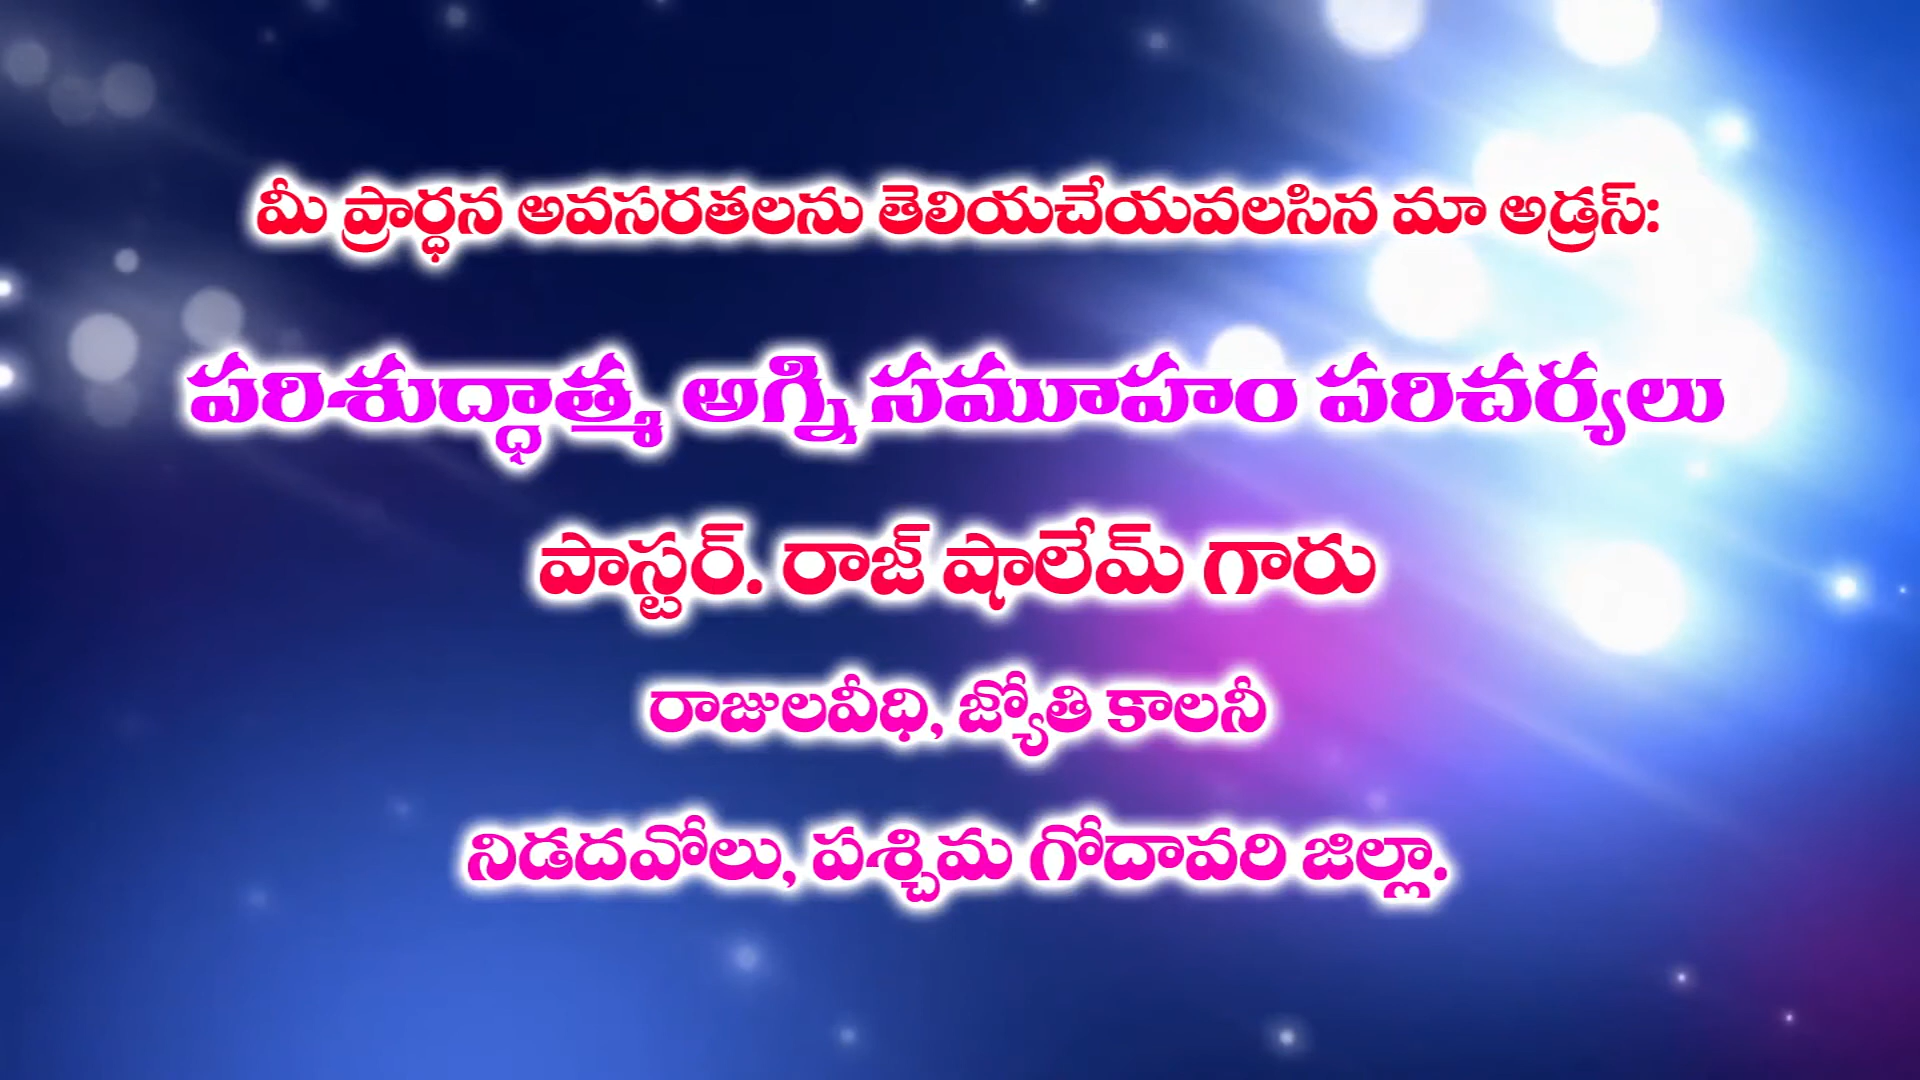 మీ ప్రార్ధన అవసరతలను తెలియచేయవలసిన మా అడ్రస్:
పరిశుద్ధాత్మ అగ్ని సమూహం పరిచర్యలు
పాస్టర్. రాజ్ షాలేమ్ గారు
రాజులవీధి, జ్యోతి కాలనీ
నిడదవోలు, పశ్చిమ గోదావరి జిల్లా.